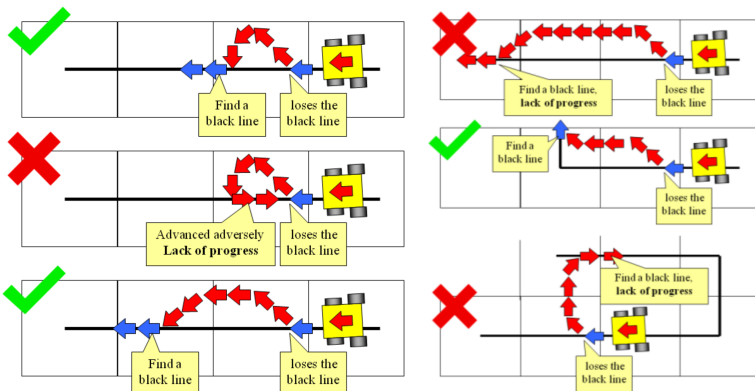 Find a
black line
loses the
black line
Advanced adversely
Lack of progress
loses the
black line
Find a
black line
loses the
black line
Find a black line,
lack of progress
loses the
black line
Find a
black line
loses the
black line
Find a black line,
lack of progress
loses the
black line